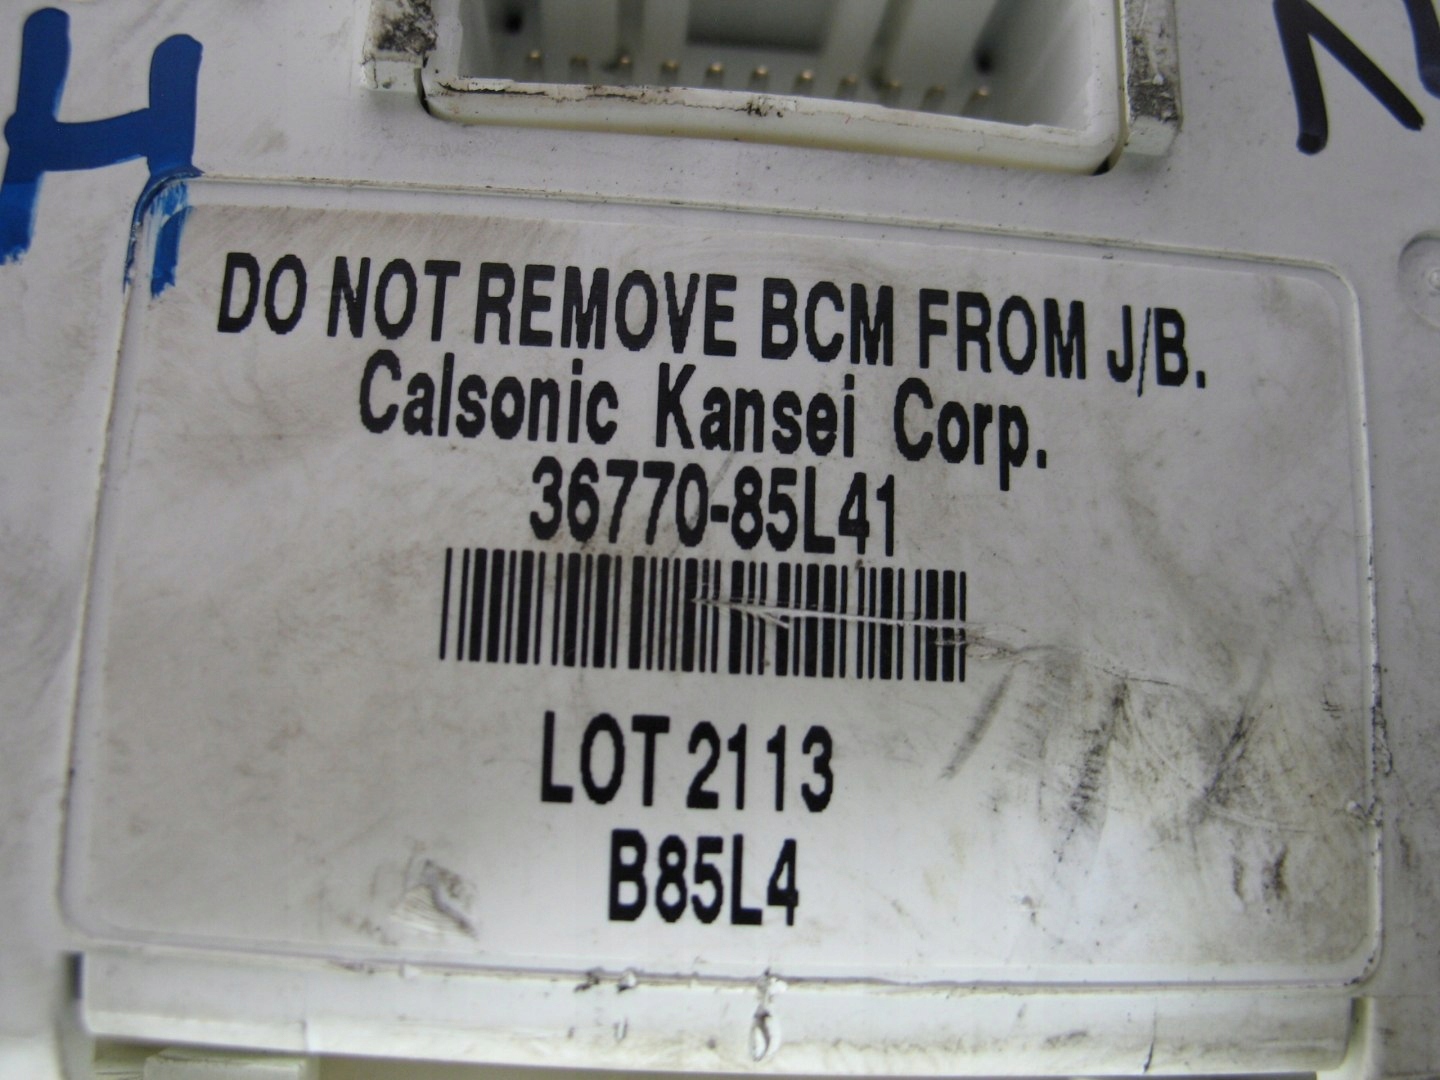 H
DO NOT REMOVE BCM FROM J/B.
Calsonic Kansei Corp.
36770-85L41
LOT 2113
B85L4